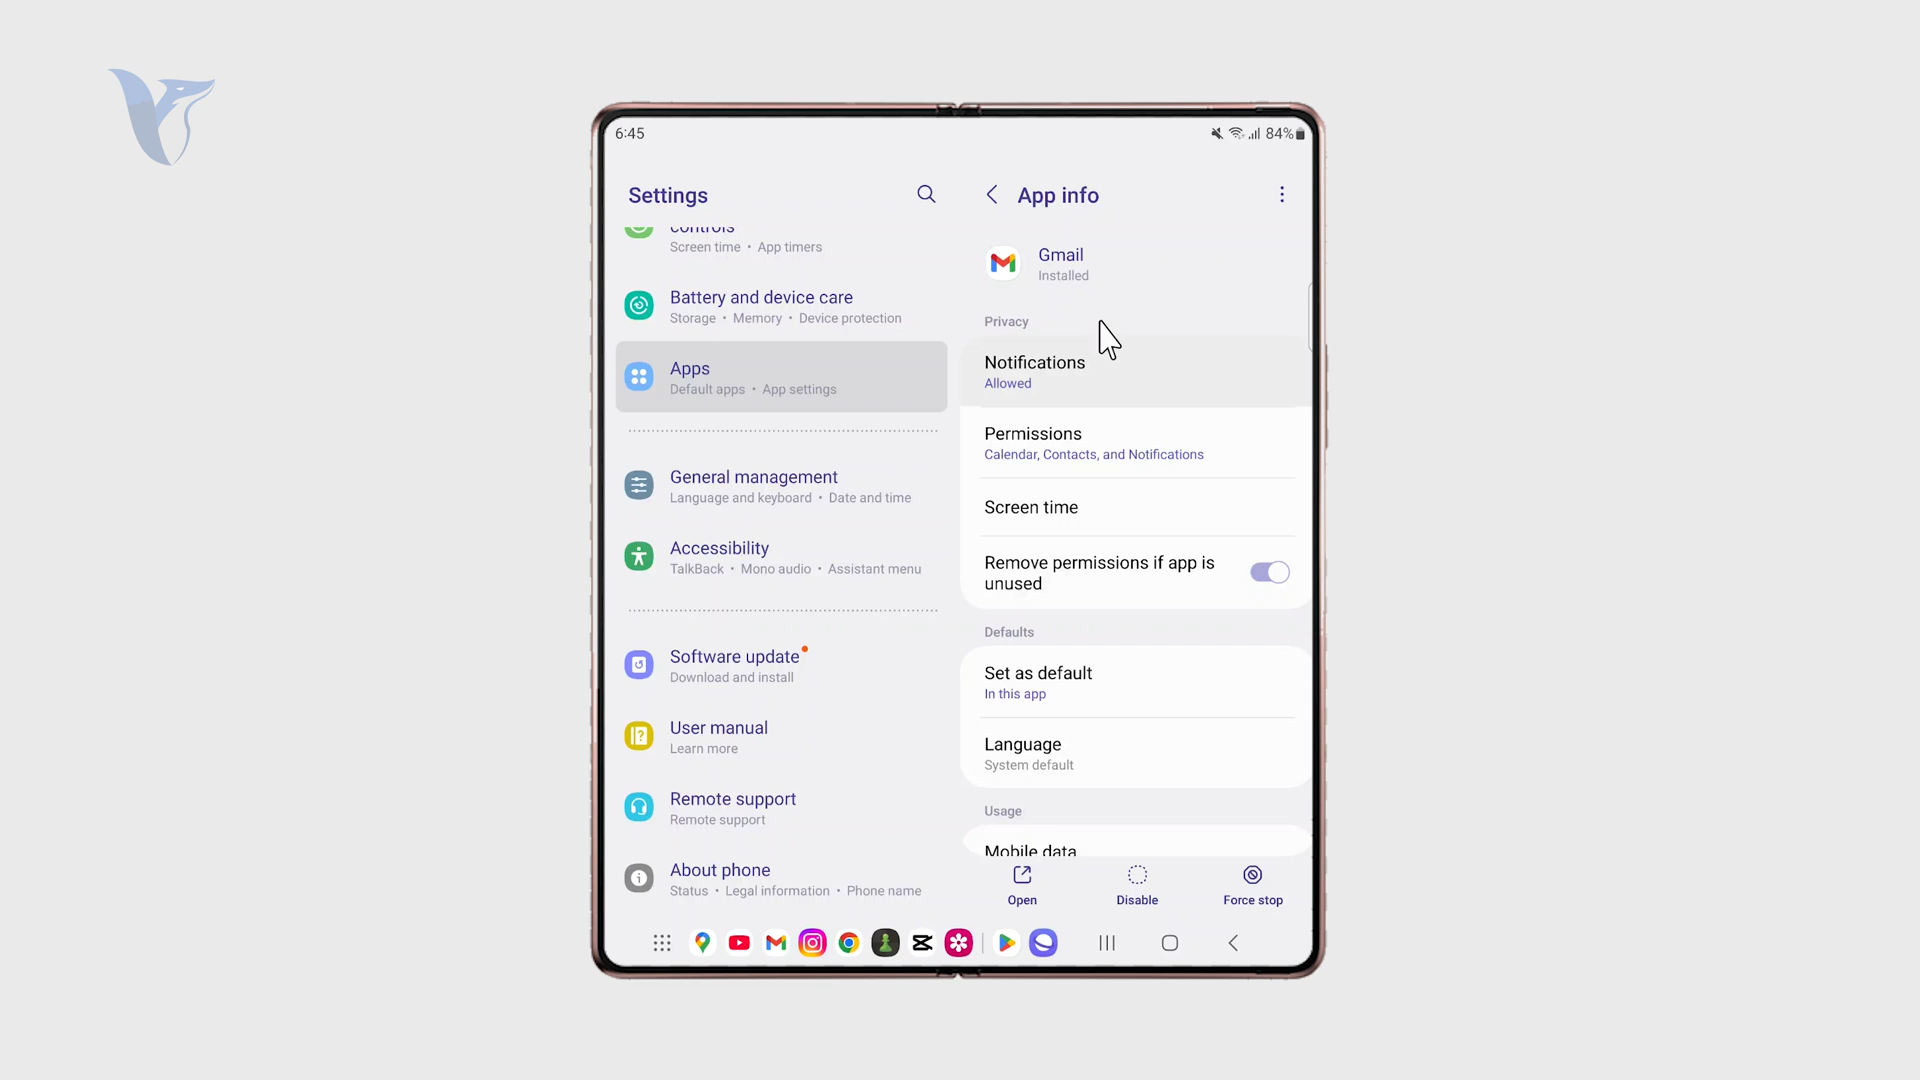 6:45
84%
Settings
controls
Screen time • App timers
Battery and device care
Storage • Memory • Device protection
Apps
Default apps • App settings
General management
Language and keyboard • Date and time
Accessibility
TalkBack • Mono audio • Assistant menu
Software update
Download and install
User manual
Learn more
Remote support
Remote support
About phone
Status • Legal information • Phone name
App info
Gmail
Installed
Privacy
Notifications
Allowed
Permissions
Calendar, Contacts, and Notifications
Screen time
Remove permissions if app is
unused
Defaults
Set as default
In this app
Language
System default
Usage
Mobile data
Open
Disable
Force stop